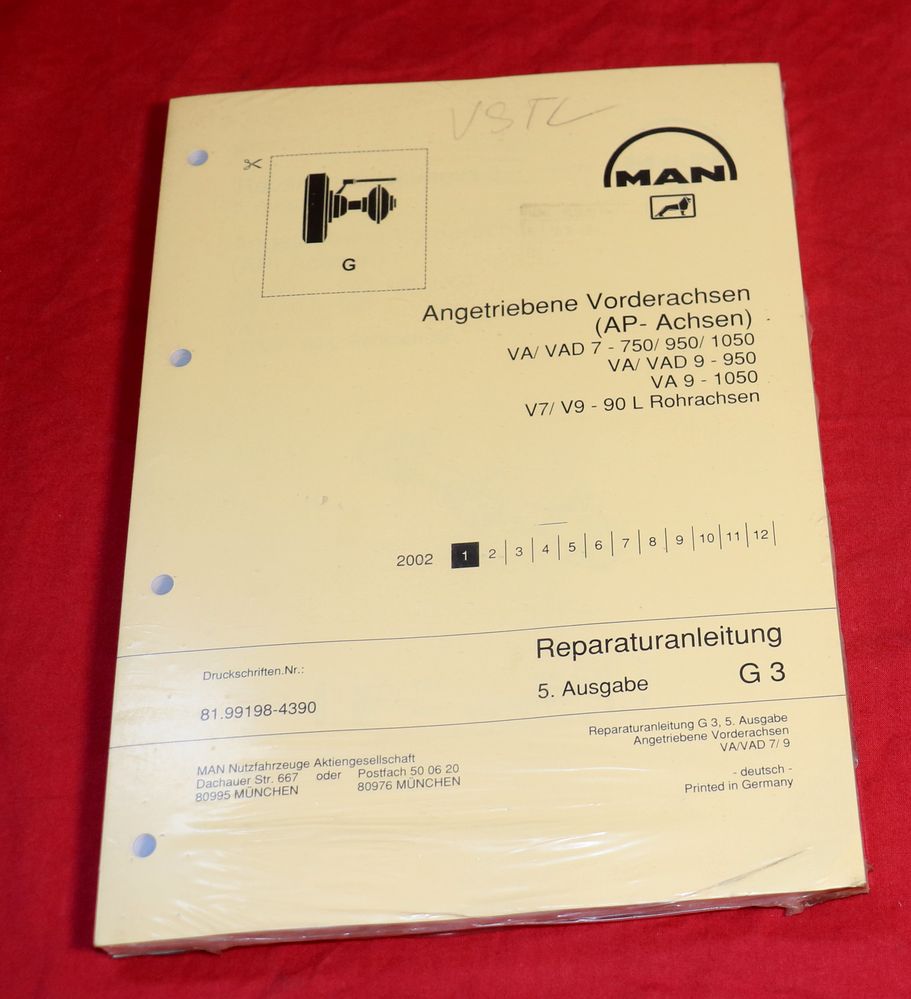 VSTL
MAN
G
Angetriebene Vorderachsen
(AP- Achsen)
VA/ VAD 7 - 750/ 950/ 1050
VA/ VAD 9 - 950
VA 9 - 1050
V7/ V9 - 90 L Rohrachsen
2002 1 2 3 4 5 6 7 8 9 10 11 12
Reparaturanleitung
Druckschriften.Nr.:
5. Ausgabe G 3
81.99198-4390
Reparaturanleitung G 3, 5. Ausgabe
Angetriebene Vorderachsen
VA/VAD 7/ 9
MAN Nutzfahrzeuge Aktiengesellschaft
Dachauer Str. 667 oder Postfach 50 06 20
80995 MÜNCHEN 80976 MÜNCHEN
- deutsch -
Printed in Germany